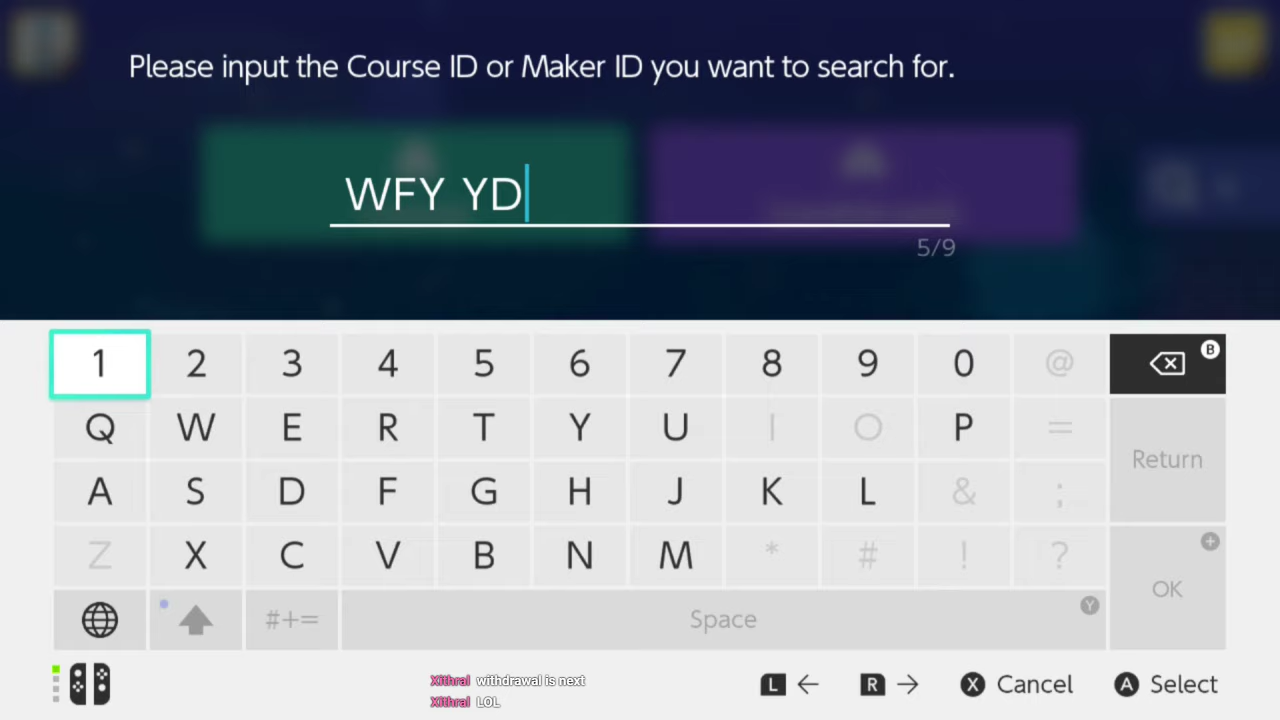 Please input the Course ID or Maker ID you want to search for.
WFY YD
5/9
1 2 3 4 5 6 7 8 9 0 @ B
Q W E R T Y U I O P =
Return
A S D F G H J K L & ;
Z X C V B N M * # ! ?
OK
#+= Space Y
Xithral withdrawal is next
Xithral LOL
L ← R → X Cancel A Select